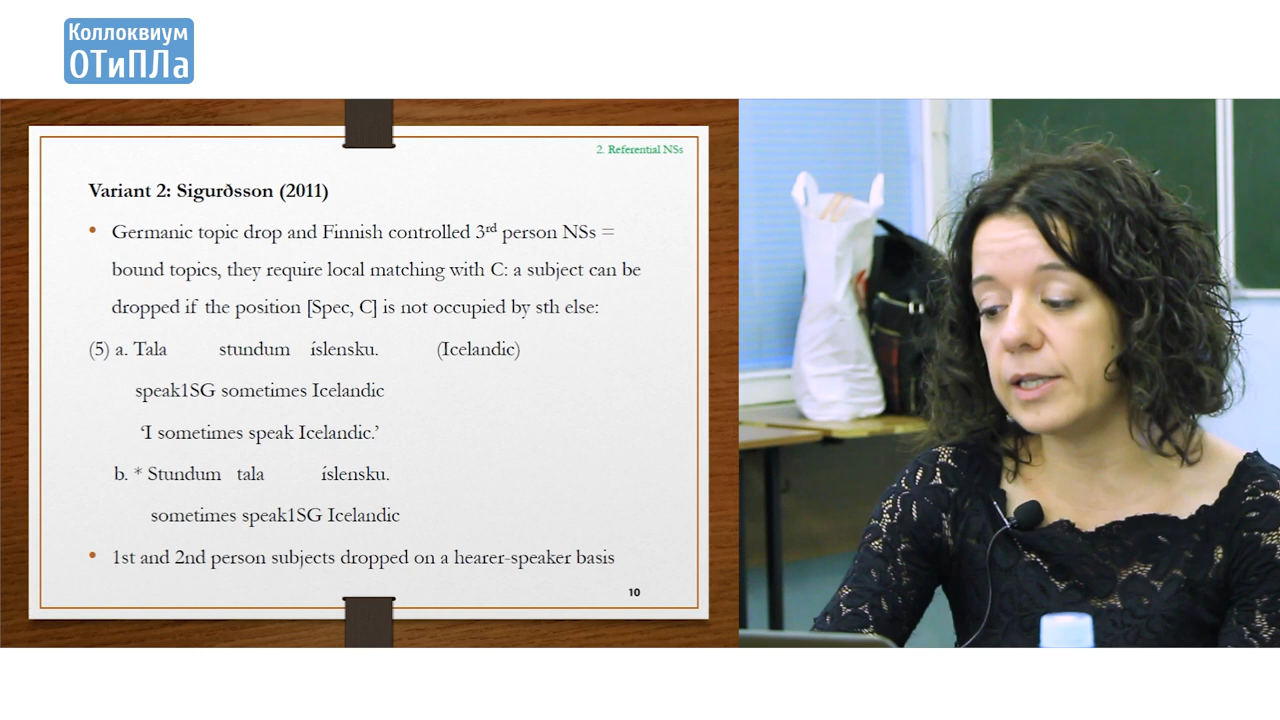 Коллоквиум
ОТиПЛа
2. Referential NSs
Variant 2: Sigurðsson (2011)
• Germanic topic drop and Finnish controlled 3rd person NSs =
bound topics, they require local matching with C: a subject can be
dropped if the position [Spec, C] is not occupied by sth else:
(5) a. Tala stundum íslensku. (Icelandic)
speak1SG sometimes Icelandic
‘I sometimes speak Icelandic.’
b. * Stundum tala íslensku.
sometimes speak1SG Icelandic
• 1st and 2nd person subjects dropped on a hearer-speaker basis
10